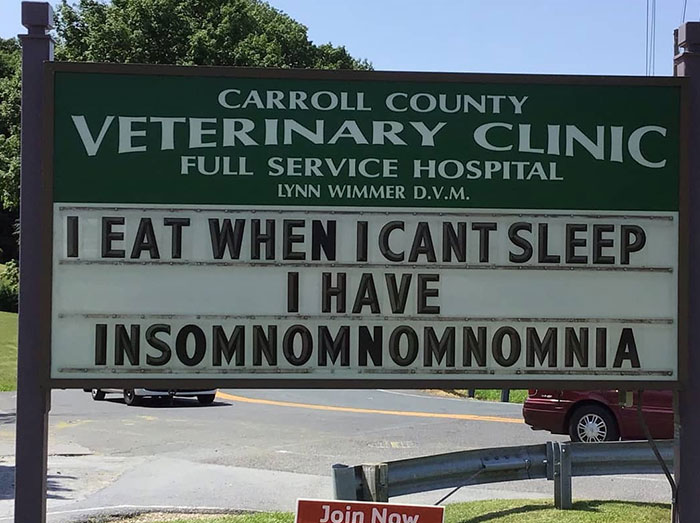 CARROLL COUNTY
VETERINARY CLINIC
FULL SERVICE HOSPITAL
LYNN WIMMER D.V.M.
I EAT WHEN I CANT SLEEP
I HAVE
INSOMNOMNOMNOMNIA
Join Now